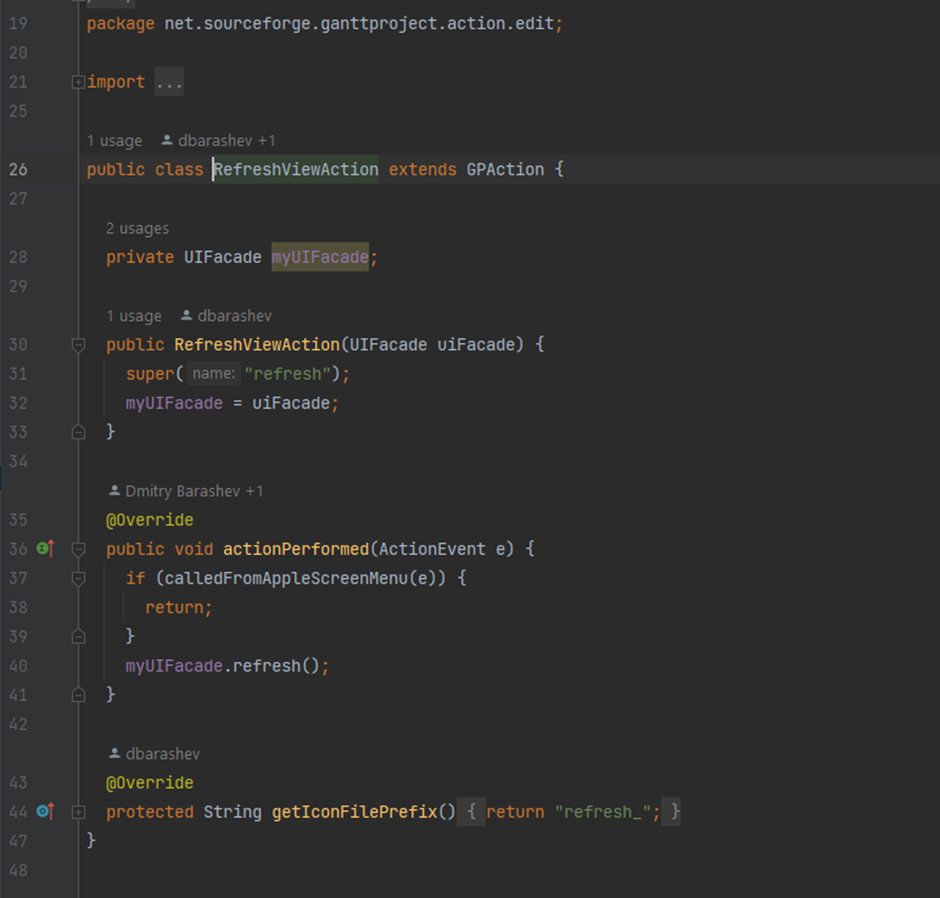 19 package net.sourceforge.ganttproject.action.edit;
20
21 import ...
25
1 usage dbarashev +1
26 public class RefreshViewAction extends GPAction {
27
2 usages
28 private UIFacade myUIFacade;
29
1 usage dbarashev
30 public RefreshViewAction(UIFacade uiFacade) {
31 super( name: "refresh");
32 myUIFacade = uiFacade;
33 }
34
Dmitry Barashev +1
35 @Override
36 public void actionPerformed(ActionEvent e) {
37 if (calledFromAppleScreenMenu(e)) {
38 return;
39 }
40 myUIFacade.refresh();
41 }
42
dbarashev
43 @Override
44 protected String getIconFilePrefix() { return "refresh_"; }
47 }
48